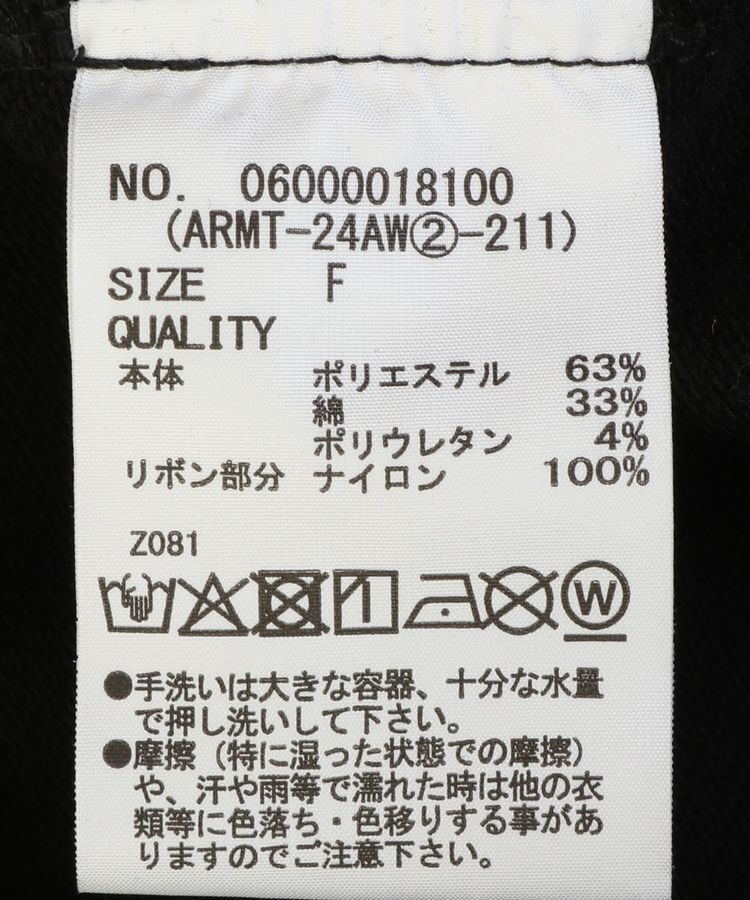 NO. 06000018100
(ARMT-24AW②-211)
SIZE F
QUALITY
本体 ポリエステル 63%
綿 33%
ポリウレタン 4%
リボン部分 ナイロン 100%
Z081
W
●手洗いは大きな容器、十分な水量
で押し洗いして下さい。
●摩擦(特に湿った状態での摩擦)
や、汗や雨等で濡れた時は他の衣
類等に色落ち・色移りする事があ
りますのでご注意下さい。